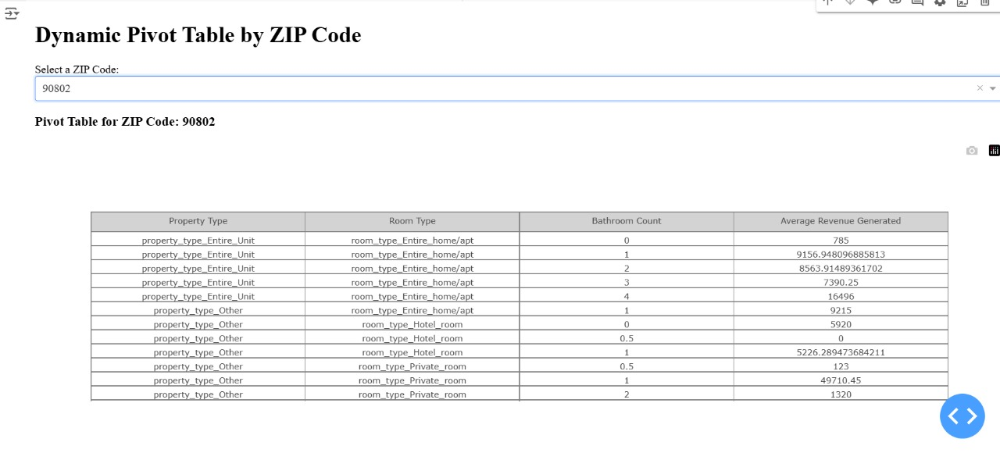 Dynamic Pivot Table by ZIP Code
Select a ZIP Code:
90802
Pivot Table for ZIP Code: 90802
Property Type Room Type Bathroom Count Average Revenue Generated
property_type_Entire_Unit room_type_Entire_home/apt 0 785
property_type_Entire_Unit room_type_Entire_home/apt 1 9156.948096885813
property_type_Entire_Unit room_type_Entire_home/apt 2 8563.91489361702
property_type_Entire_Unit room_type_Entire_home/apt 3 7390.25
property_type_Entire_Unit room_type_Entire_home/apt 4 16496
property_type_Other room_type_Entire_home/apt 1 9215
property_type_Other room_type_Hotel_room 0 5920
property_type_Other room_type_Hotel_room 0.5 0
property_type_Other room_type_Hotel_room 1 5226.289473684211
property_type_Other room_type_Private_room 0.5 123
property_type_Other room_type_Private_room 1 49710.45
property_type_Other room_type_Private_room 2 1320